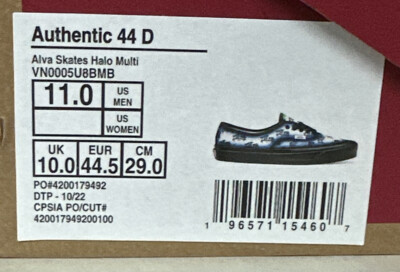 Authentic 44 D
Alva Skates Halo Multi
VN0005U8BMB
11.0 US MEN
US WOMEN
UK EUR CM
10.0 44.5 29.0
PO#4200179492
DTP - 10/22
CPSIA PO/CUT#
420017949200100
1 96571 15460 7